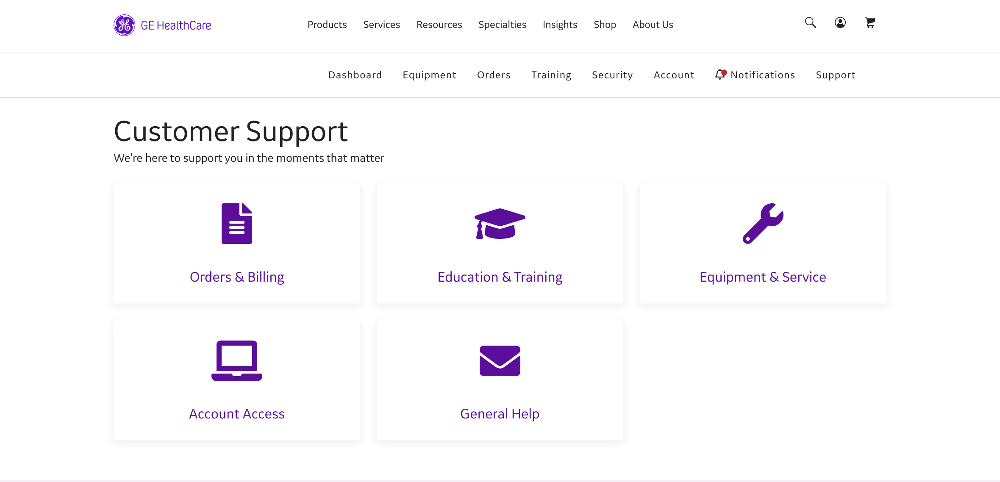 GE HealthCare
Products Services Resources Specialties Insights Shop About Us
Dashboard Equipment Orders Training Security Account Notifications Support
Customer Support
We're here to support you in the moments that matter
Orders & Billing
Education & Training
Equipment & Service
Account Access
General Help